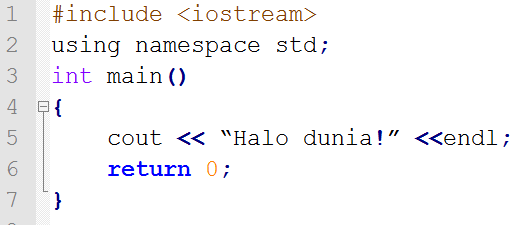 1 #include <iostream>
2 using namespace std;
3 int main()
4 {
5 cout << “Halo dunia!” <<endl;
6 return 0;
7 }